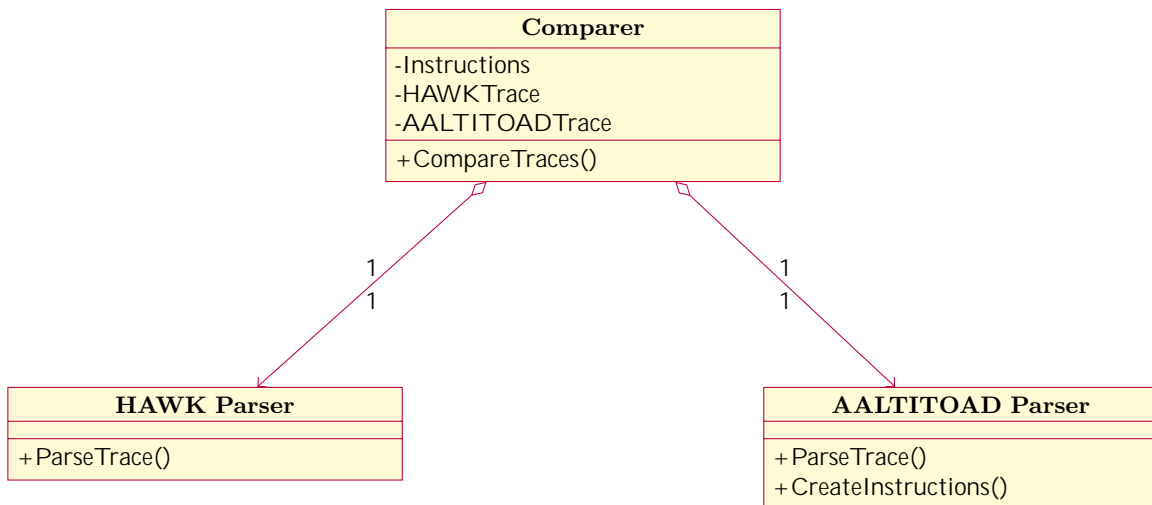 Comparer
-Instructions
-HAWKTrace
-AALTITOADTrace
+CompareTraces()
1
1
1
1
HAWK Parser
+ParseTrace()
AALTITOAD Parser
+ParseTrace()
+CreateInstructions()